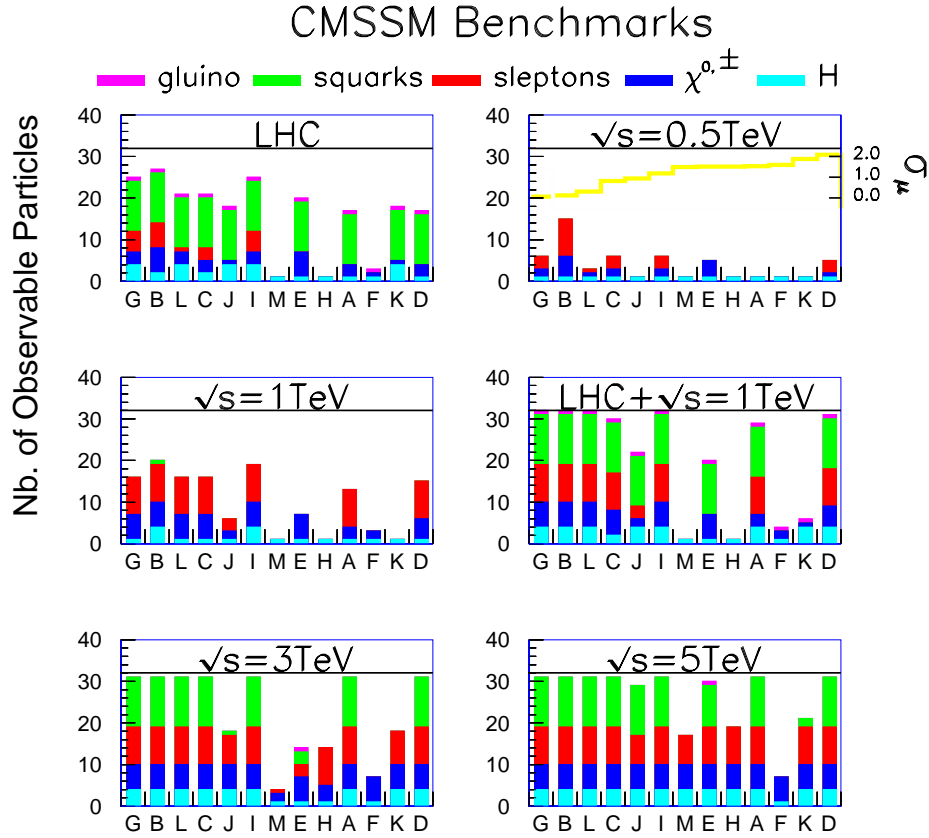 CMSSM Benchmarks
gluino squarks sleptons χ0,± H
Nb. of Observable Particles
LHC
40
30
20
10
0
G B L C J I M E H A F K D
√s=0.5TeV
40
30
20
10
0
2.0
1.0
0.0
σμ
G B L C J I M E H A F K D
√s=1TeV
40
30
20
10
0
G B L C J I M E H A F K D
LHC+√s=1TeV
40
30
20
10
0
G B L C J I M E H A F K D
√s=3TeV
40
30
20
10
0
G B L C J I M E H A F K D
√s=5TeV
40
30
20
10
0
G B L C J I M E H A F K D